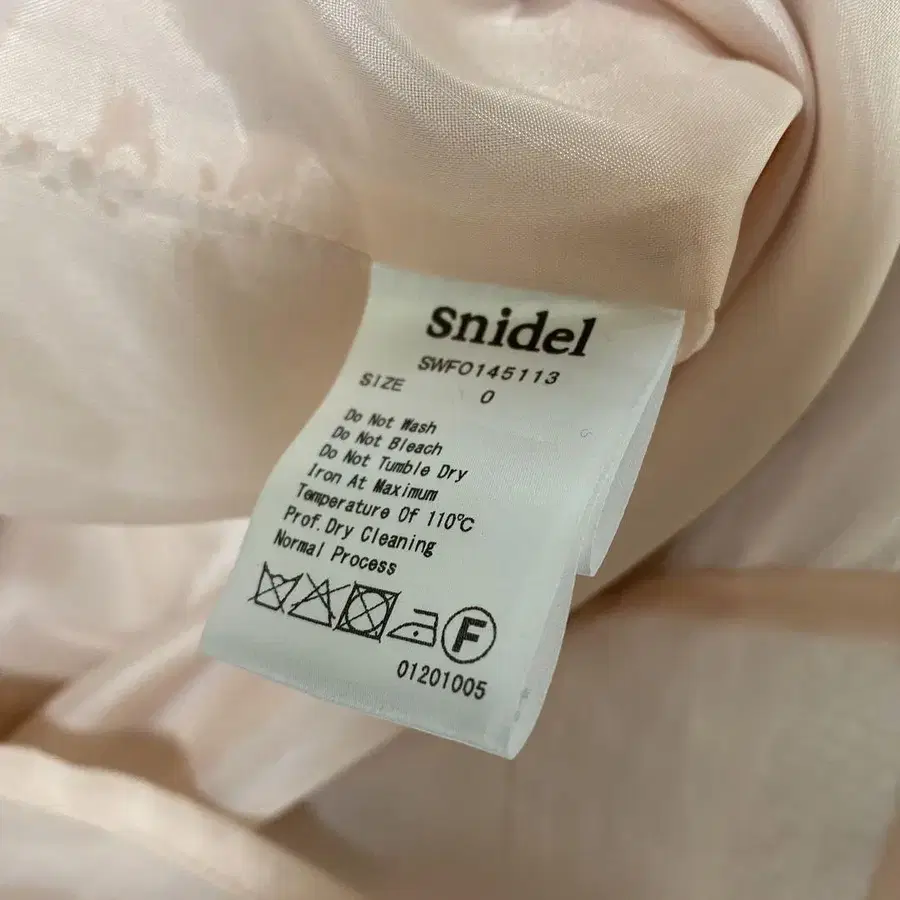 snidel
SWFO145113
SIZE 0
Do Not Wash
Do Not Bleach
Do Not Tumble Dry
Iron At Maximum
Temperature Of 110℃
Prof.Dry Cleaning
Normal Process
F
01201005